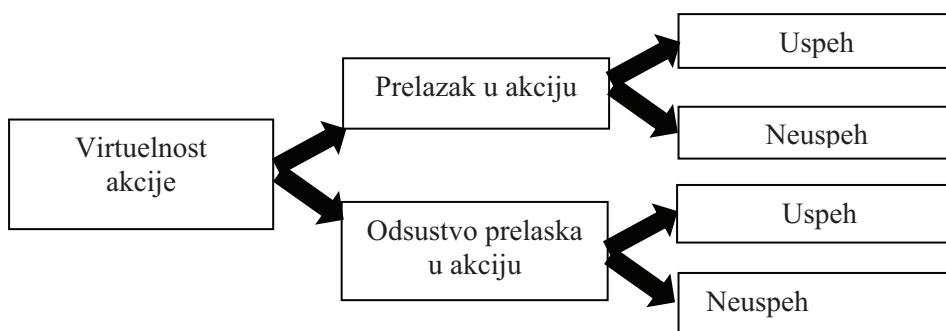 Virtuelnost
akcije
Prelazak u akciju
Uspeh
Neuspeh
Odsustvo prelaska
u akciju
Uspeh
Neuspeh